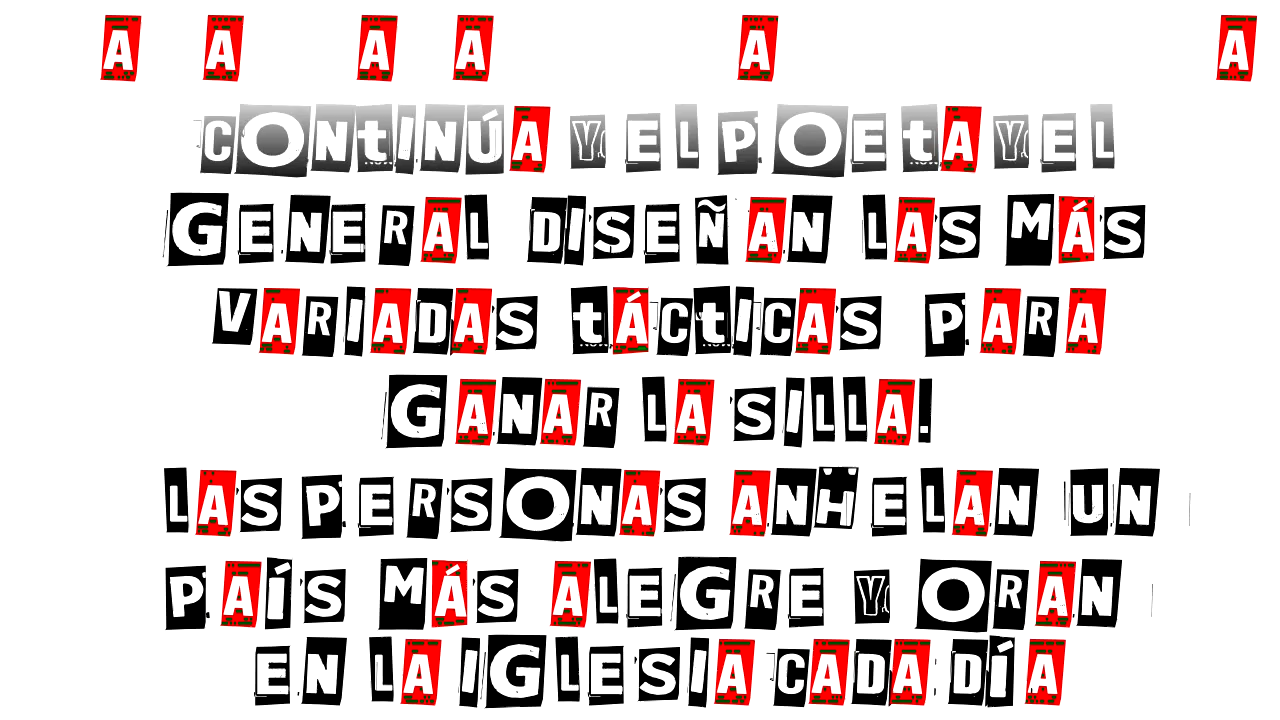 A A A A A A
CONtINÚA Y EL POEtA Y EL
GENERAL DISEÑAN LAS MÁS
VARIADAS tÁCtICAS PARA
GANAR LA SILLA.
LAS PERSONAS ANHELAN UN
PAÍS MÁS ALEGRE Y ORAN
EN LA IGLESIA CADA DÍA